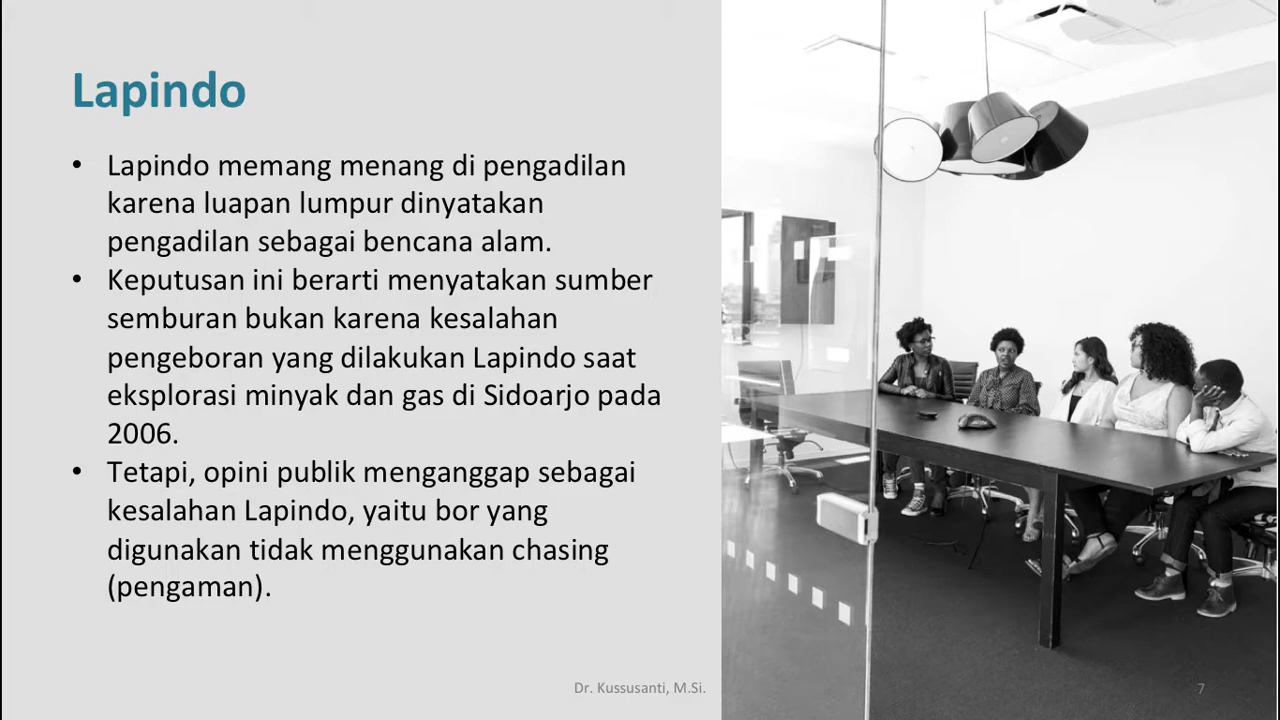 Lapindo
• Lapindo memang menang di pengadilan
karena luapan lumpur dinyatakan
pengadilan sebagai bencana alam.
• Keputusan ini berarti menyatakan sumber
semburan bukan karena kesalahan
pengeboran yang dilakukan Lapindo saat
eksplorasi minyak dan gas di Sidoarjo pada
2006.
• Tetapi, opini publik menganggap sebagai
kesalahan Lapindo, yaitu bor yang
digunakan tidak menggunakan chasing
(pengaman).
Dr. Kussusanti, M.Si.
7